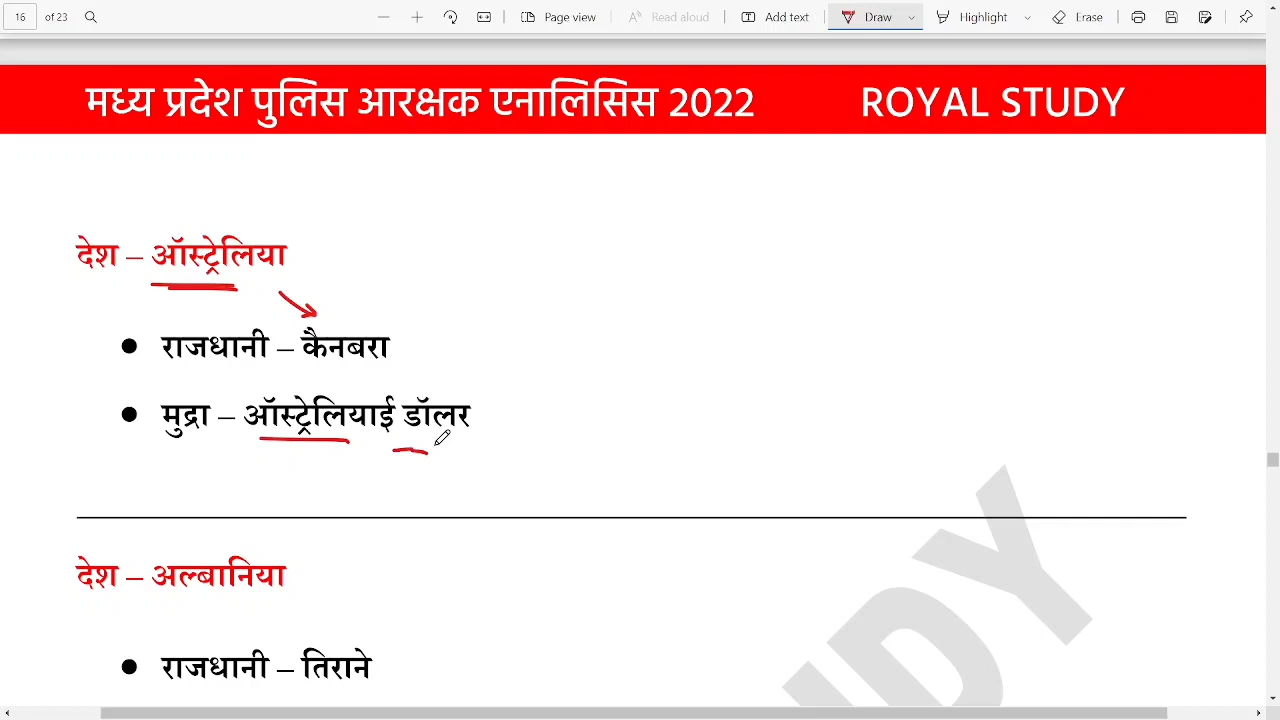 16 of 23 Page view Read aloud Add text Draw Highlight Erase
मध्य प्रदेश पुलिस आरक्षक एनालिसिस 2022 ROYAL STUDY
देश – ऑस्ट्रेलिया
● राजधानी – कैनबरा
● मुद्रा – ऑस्ट्रेलियाई डॉलर
देश – अल्बानिया
● राजधानी – तिराने
UDY